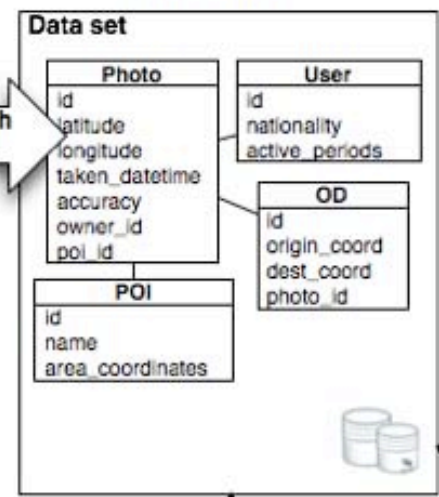 Data set
Photo
id
latitude
longitude
taken_datetime
accuracy
owner_id
poi_id
User
id
nationality
active_periods
OD
id
origin_coord
dest_coord
photo_id
POI
id
name
area_coordinates